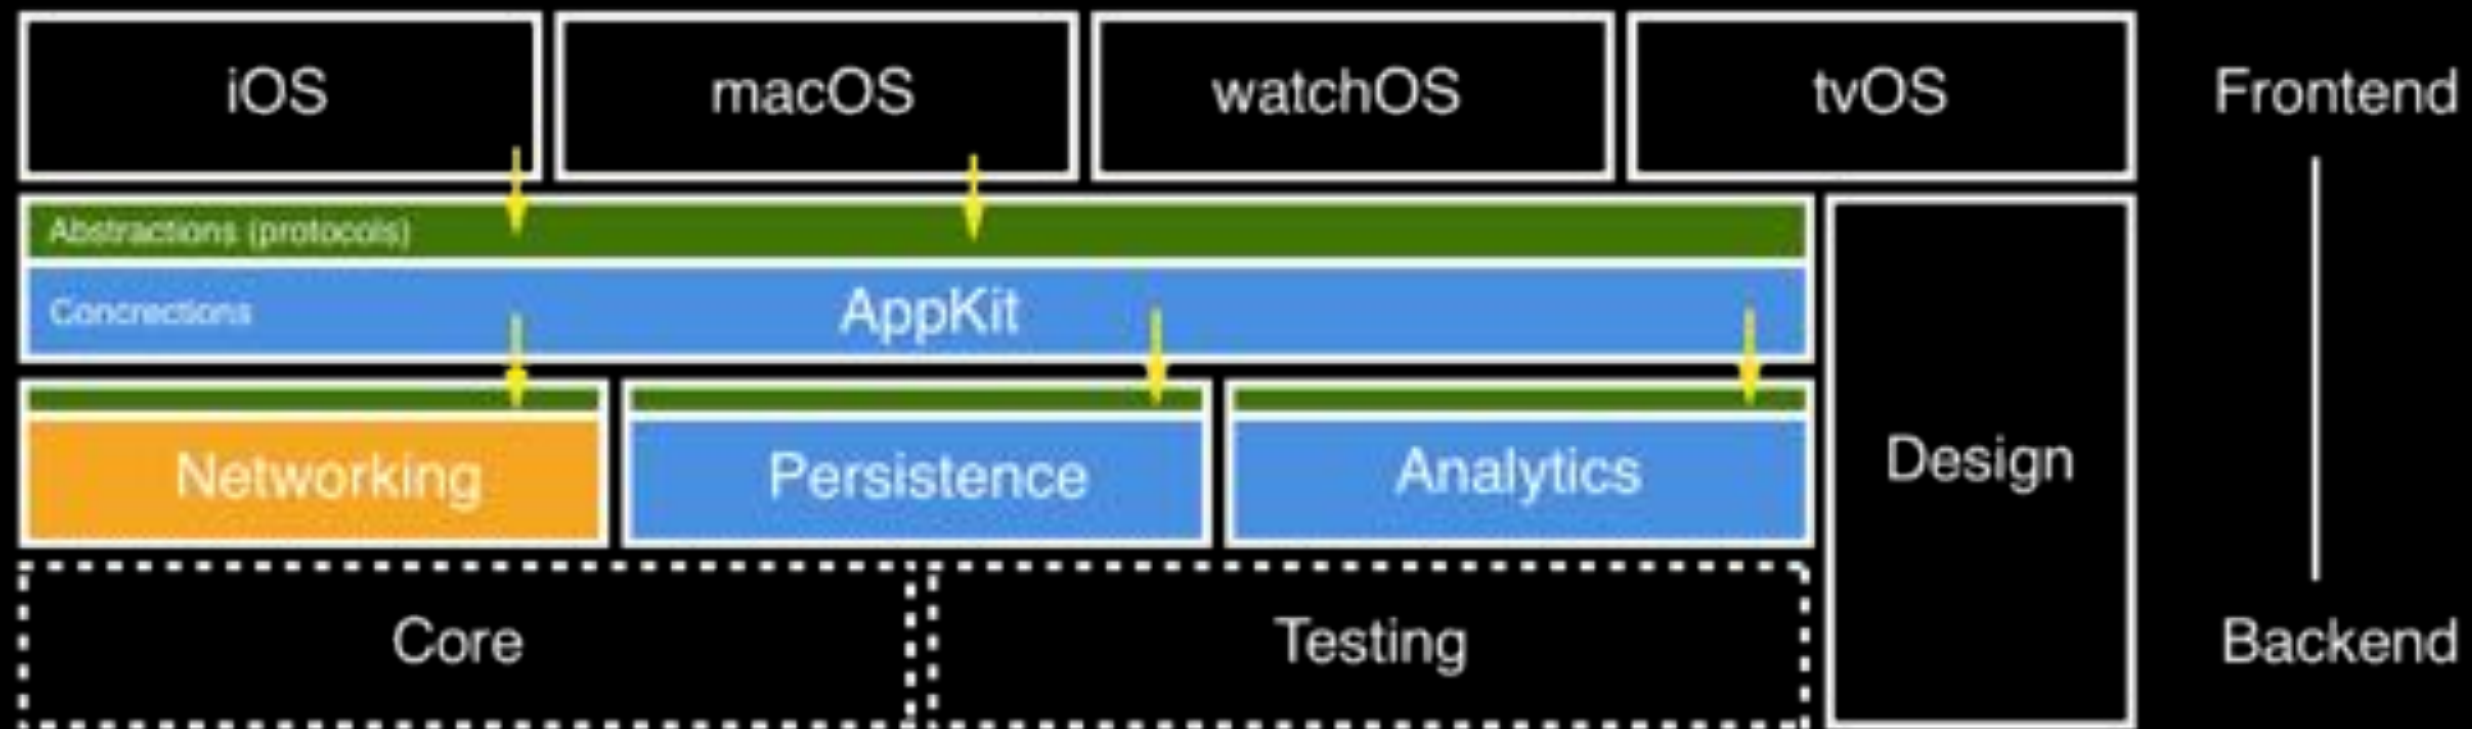 iOS
macOS
watchOS
tvOS
Frontend
Abstractions (protocols)
Concrections
AppKit
Networking
Persistence
Analytics
Design
Core
Testing
Backend